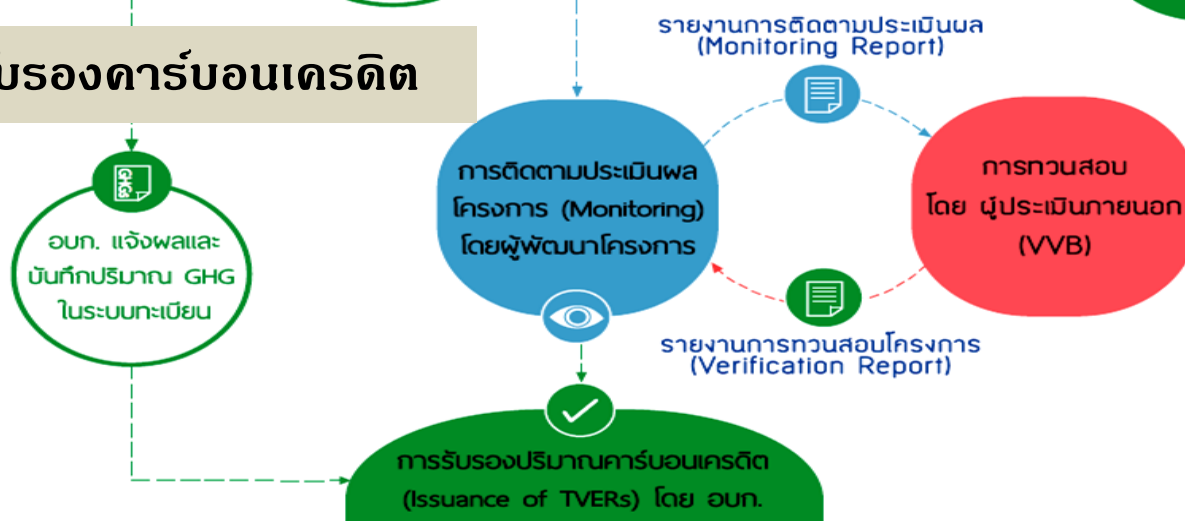 รายงานการติดตามประเมินผล
(Monitoring Report)
บรองคาร์บอนเครดิต
การติดตามประเมินผล
โครงการ (Monitoring)
โดยผู้พัฒนาโครงการ
การทวนสอบ
โดย ผู้ประเมินภายนอก
(VVB)
GHGs
อบก. แจ้งผลและ
บันทึกปริมาณ GHG
ในระบบทะเบียน
รายงานการทวนสอบโครงการ
(Verification Report)
การรับรองปริมาณคาร์บอนเครดิต
(Issuance of TVERs) โดย อบก.